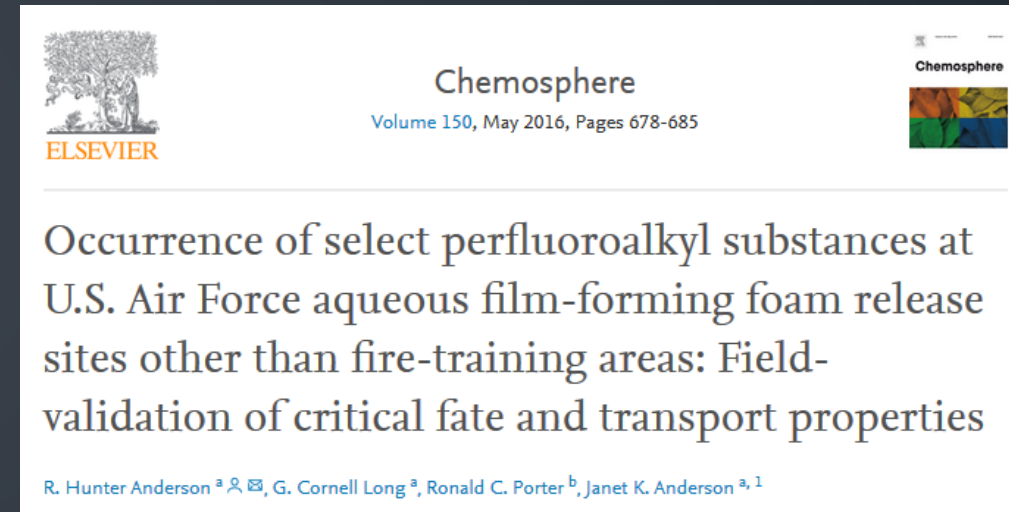 ELSEVIER
Chemosphere
Volume 150, May 2016, Pages 678-685
Chemosphere
Occurrence of select perfluoroalkyl substances at
U.S. Air Force aqueous film-forming foam release
sites other than fire-training areas: Field-
validation of critical fate and transport properties
R. Hunter Anderson a, G. Cornell Long a, Ronald C. Porter b, Janet K. Anderson a, 1